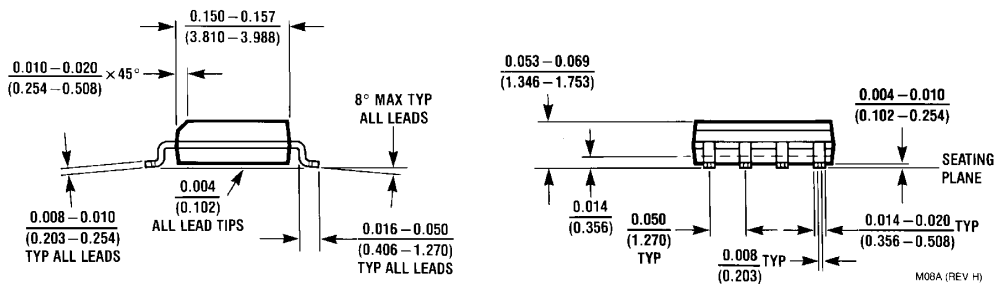 0.150 – 0.157
(3.810 – 3.988)
0.010 – 0.020
(0.254 – 0.508)
× 45°
8° MAX TYP
ALL LEADS
0.004
(0.102)
ALL LEAD TIPS
0.008 – 0.010
(0.203 – 0.254)
TYP ALL LEADS
0.016 – 0.050
(0.406 – 1.270)
TYP ALL LEADS
0.053 – 0.069
(1.346 – 1.753)
0.004 – 0.010
(0.102 – 0.254)
SEATING
PLANE
0.014
(0.356)
0.050
(1.270)
TYP
0.014 – 0.020
(0.356 – 0.508)
TYP
0.008
(0.203)
TYP
M08A (REV H)